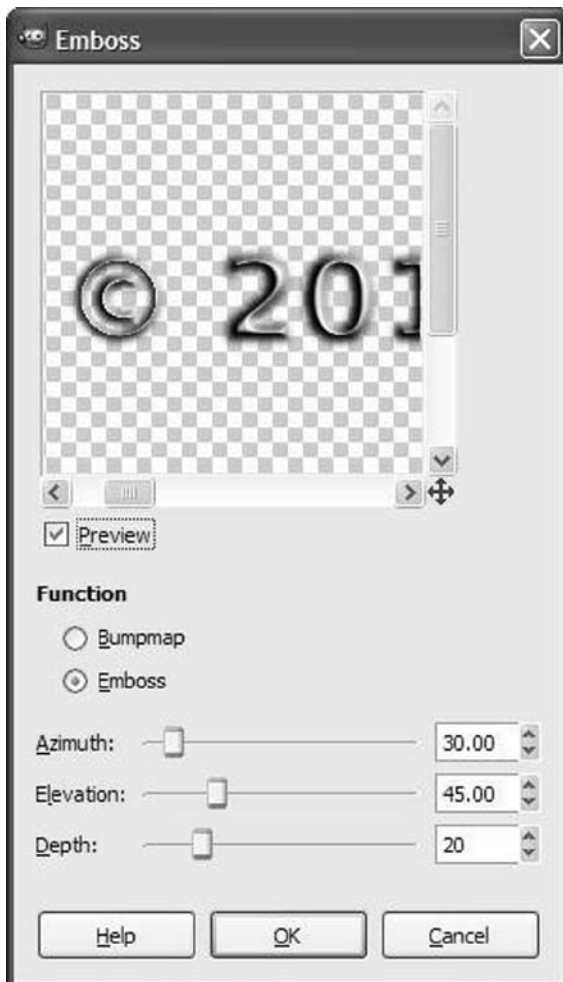 Emboss
© 201
Preview
Function
Bumpmap
Emboss
Azimuth: 30.00
Elevation: 45.00
Depth: 20
Help OK Cancel